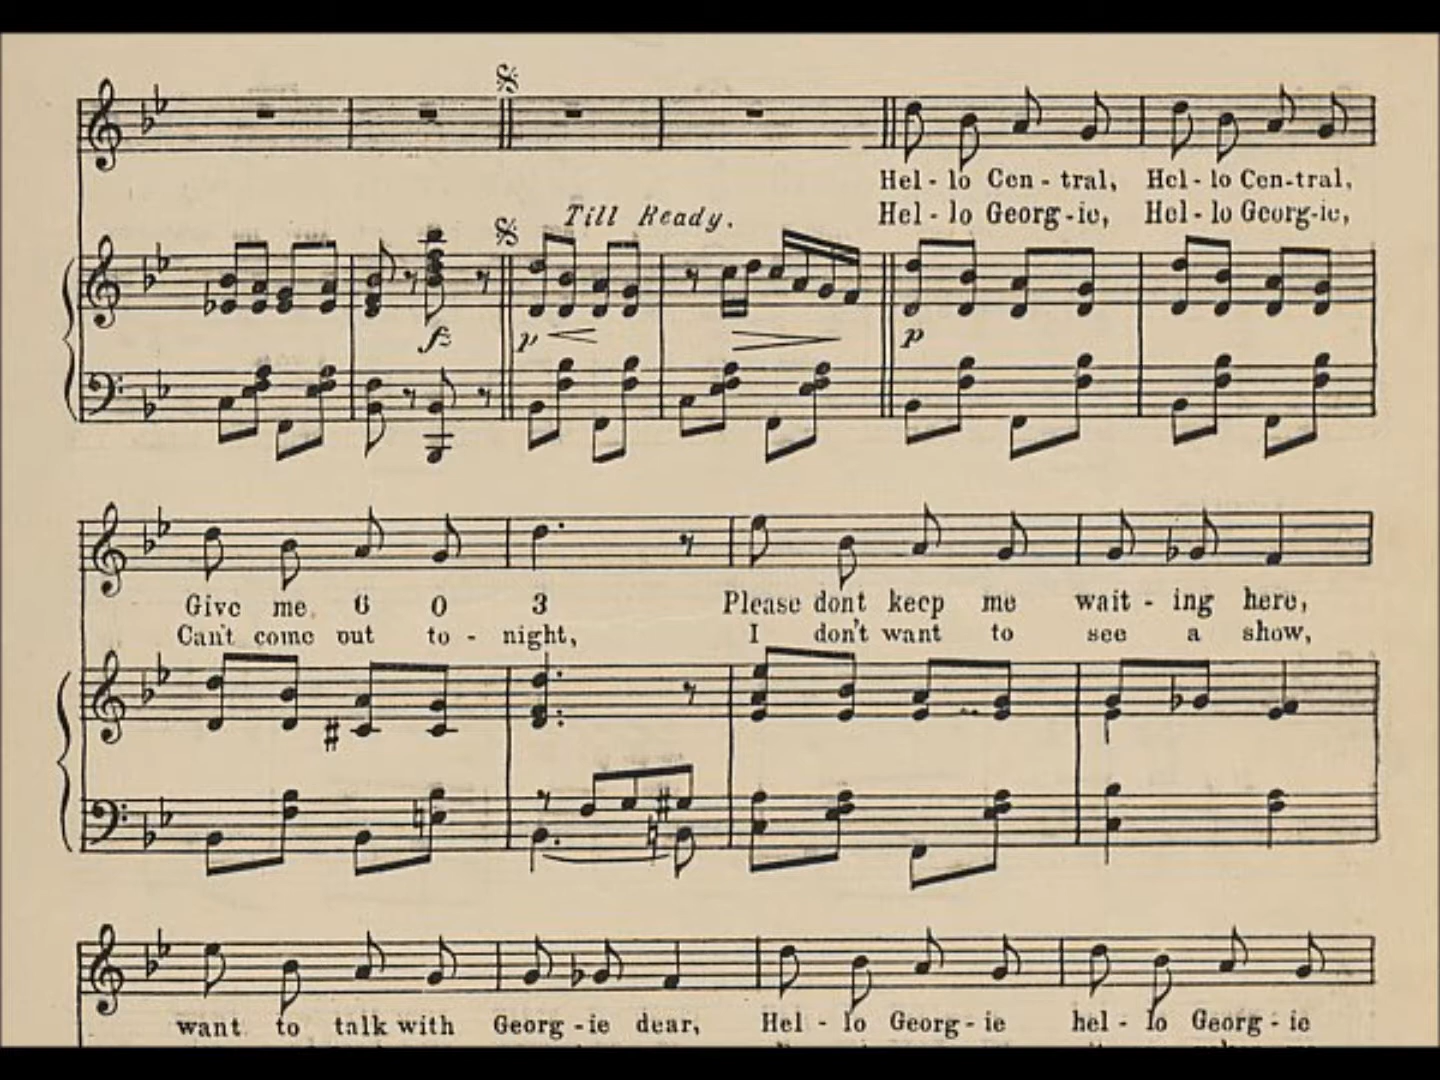 Till Ready.
Hel - lo Cen - tral, Hel - lo Cen-tral,
Hel - lo Georg-ie, Hel - lo Georg-ie,
fz
p
p
Give me 6 0 3 Please dont keep me wait - ing here,
Can't come out to - night, I don't want to see a show,
want to talk with Georg - ie dear, Hel - lo Georg - ie hel - lo Georg - ie